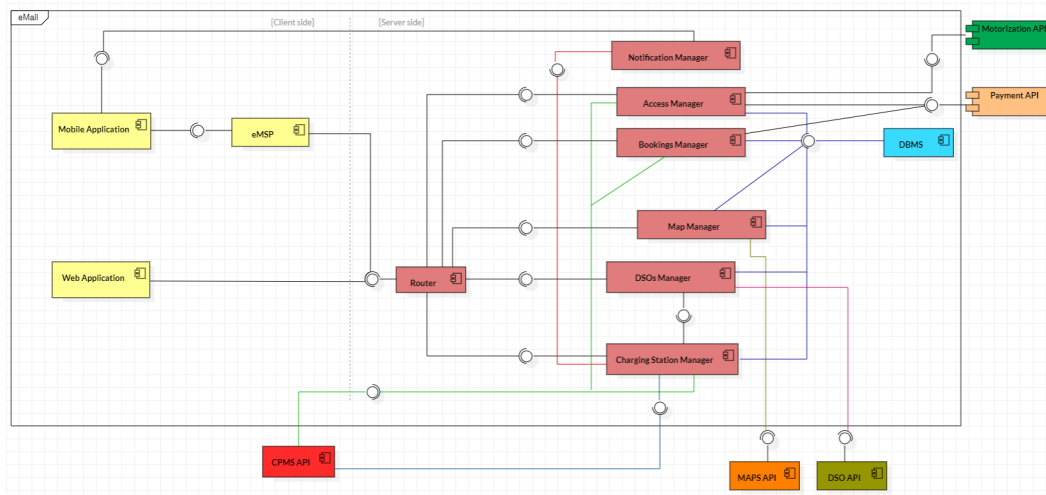 eMall
[Client side]
[Server side]
Motorization API
Notification Manager
Access Manager
Payment API
Mobile Application
eMSP
Bookings Manager
DBMS
Map Manager
Web Application
Router
DSOs Manager
Charging Station Manager
CPMS API
MAPS API
DSO API